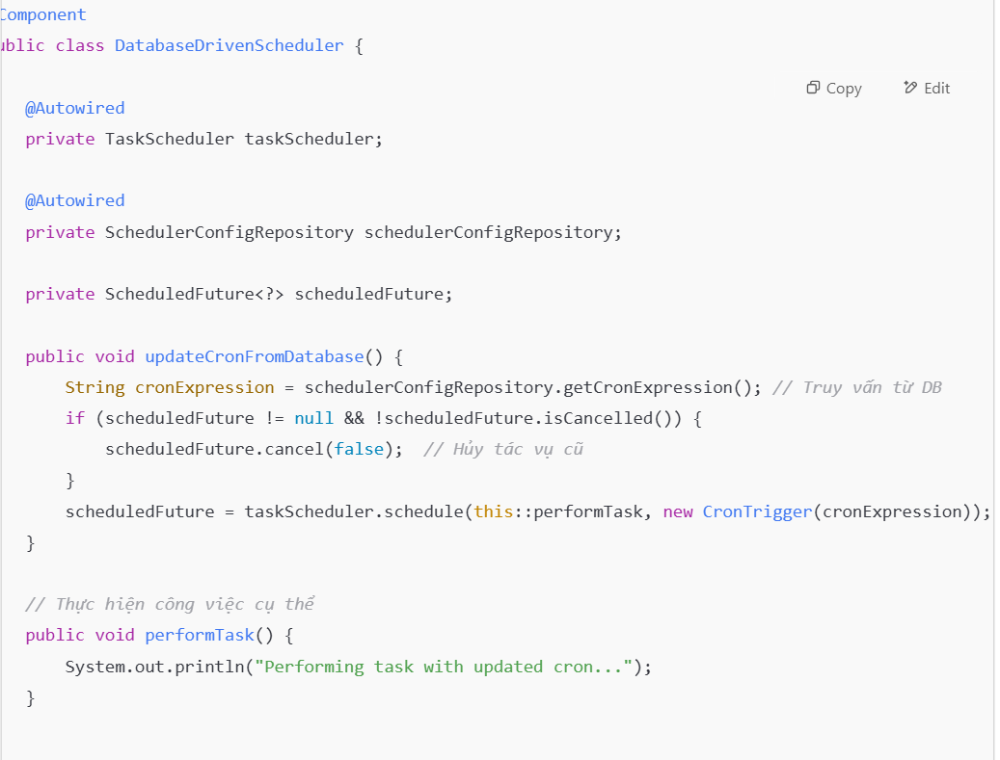 Component
ublic class DatabaseDrivenScheduler {
Copy Edit
@Autowired
private TaskScheduler taskScheduler;
@Autowired
private SchedulerConfigRepository schedulerConfigRepository;
private ScheduledFuture<?> scheduledFuture;
public void updateCronFromDatabase() {
String cronExpression = schedulerConfigRepository.getCronExpression(); // Truy vấn từ DB
if (scheduledFuture != null && !scheduledFuture.isCancelled()) {
scheduledFuture.cancel(false); // Hủy tác vụ cũ
}
scheduledFuture = taskScheduler.schedule(this::performTask, new CronTrigger(cronExpression));
}
// Thực hiện công việc cụ thể
public void performTask() {
System.out.println("Performing task with updated cron...");
}